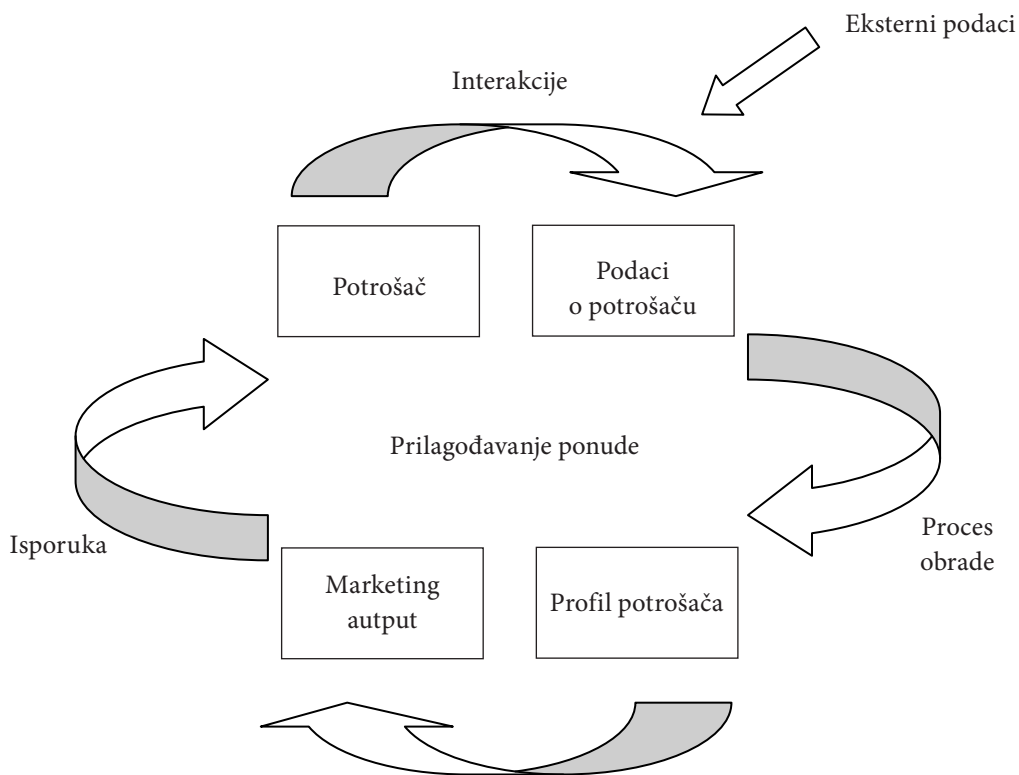 Eksterni podaci
Interakcije
Potrošač
Podaci
o potrošaču
Prilagođavanje ponude
Isporuka
Proces
obrade
Marketing
autput
Profil potrošača